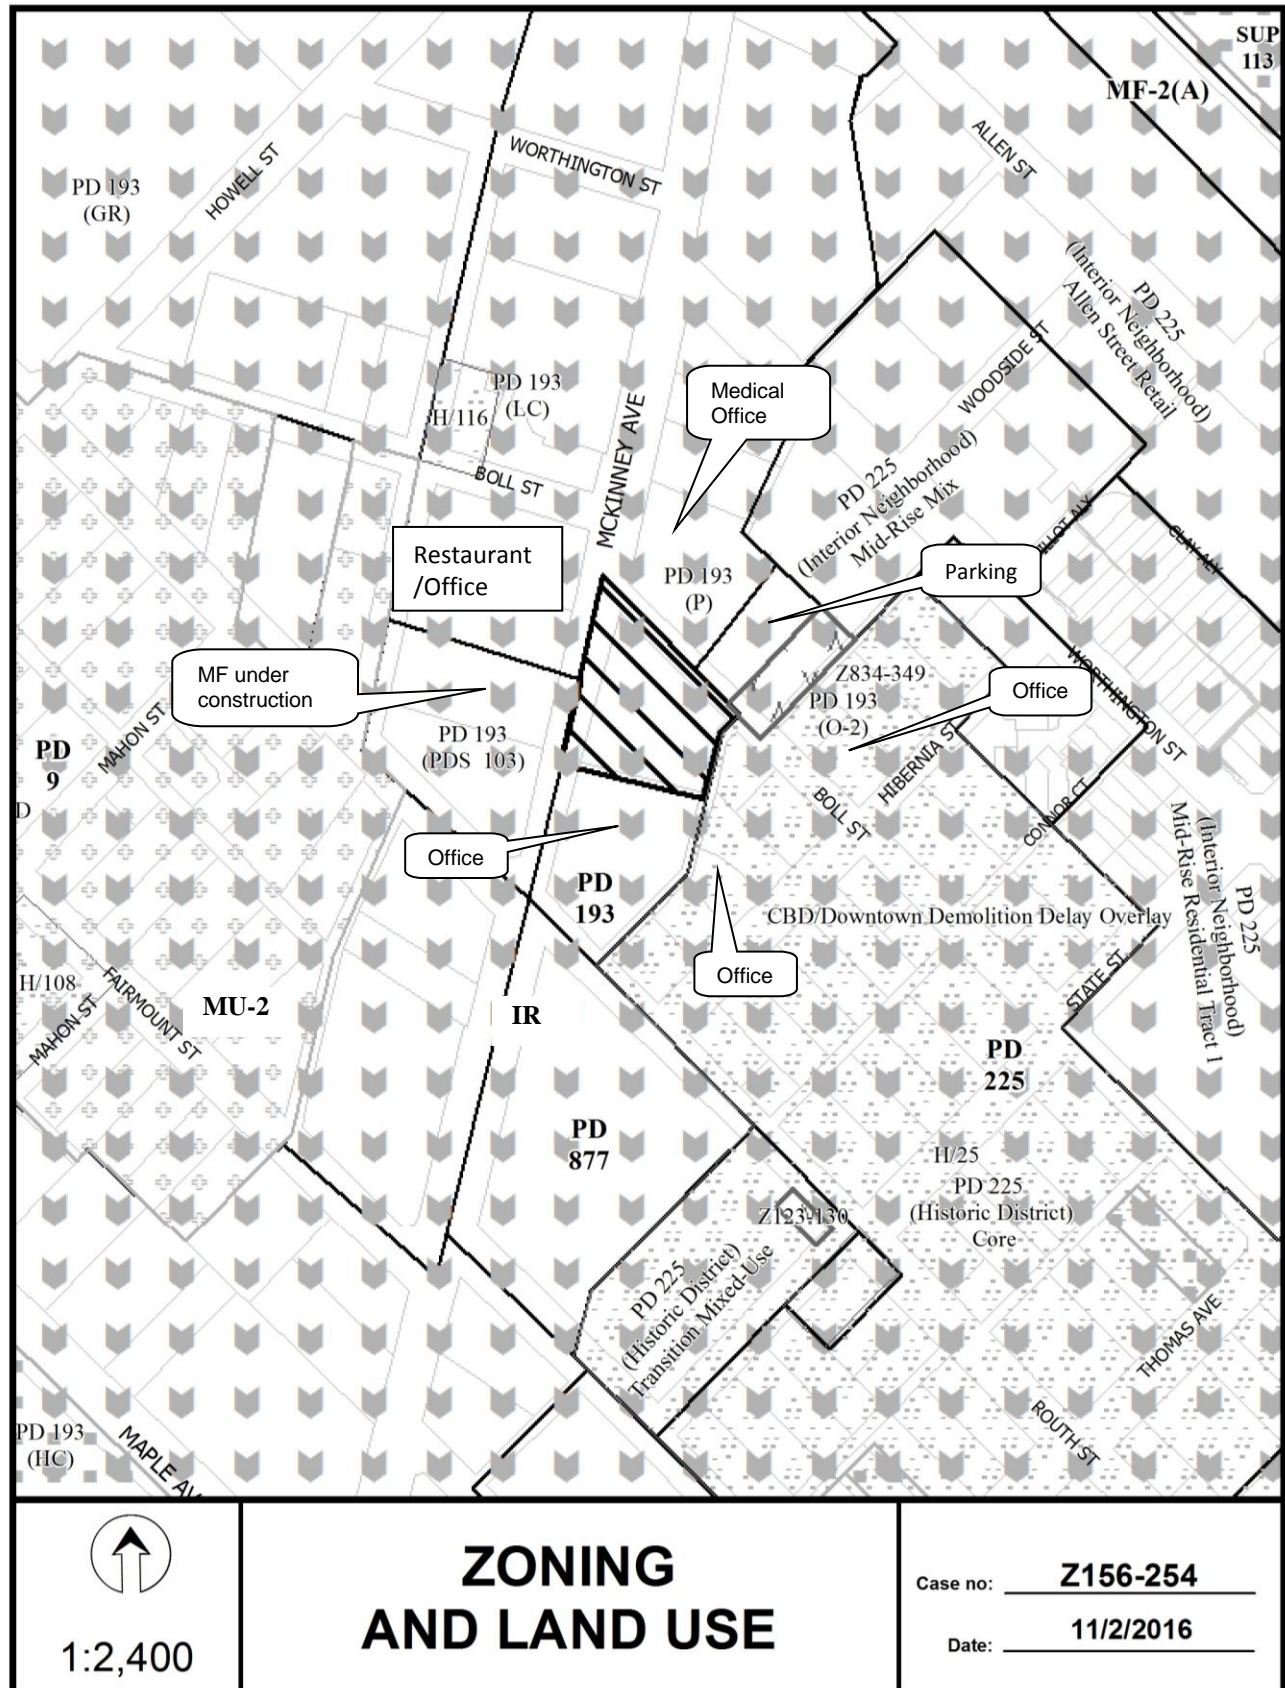 SUP
113
MF-2(A)
ALLEN ST
WORTHINGTON ST
HOWELL ST
PD 193
(GR)
PD 225
(Interior Neighborhood)
Allen Street Retail
WOODSIDE ST
Medical
Office
PD 193
(LC)
H/116
MCKINNEY AVE
BOLL ST
PD 225
(Interior Neighborhood)
Mid-Rise Mix
CLAY ALY
Restaurant
/Office
PD 193
(P)
Parking
MF under
construction
Z834-349
PD 193
(O-2)
Office
WORTHINGTON ST
PD 193
(PDS 103)
PD
9
MAHON ST
D
HIBERNIA ST
BOLL ST
CONNOR CT
Office
PD
193
CBD/Downtown Demolition Delay Overlay
PD 225
(Interior Neighborhood)
Mid-Rise Residential Tract 1
Office
STATE ST
H/108
MAHON ST
FAIRMOUNT ST
MU-2
IR
PD
225
PD
877
H/25
PD 225
(Historic District)
Core
Z123-130
PD 225
(Historic District)
Transition Mixed-Use
THOMAS AVE
ROUTH ST
PD 193
(HC)
MAPLE AV
1:2,400
ZONING
AND LAND USE
Case no: Z156-254
Date: 11/2/2016